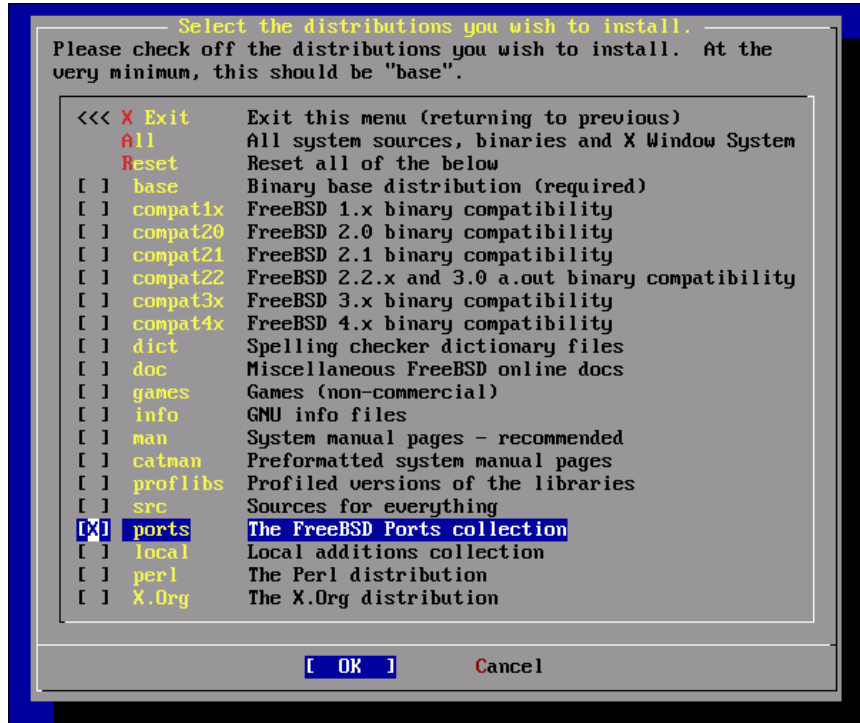 Select the distributions you wish to install.
Please check off the distributions you wish to install.  At the
very minimum, this should be "base".
<<< X Exit     Exit this menu (returning to previous)
All        All system sources, binaries and X Window System
Reset      Reset all of the below
[ ]  base      Binary base distribution (required)
[ ]  compat1x  FreeBSD 1.x binary compatibility
[ ]  compat20  FreeBSD 2.0 binary compatibility
[ ]  compat21  FreeBSD 2.1 binary compatibility
[ ]  compat22  FreeBSD 2.2.x and 3.0 a.out binary compatibility
[ ]  compat3x  FreeBSD 3.x binary compatibility
[ ]  compat4x  FreeBSD 4.x binary compatibility
[ ]  dict      Spelling checker dictionary files
[ ]  doc       Miscellaneous FreeBSD online docs
[ ]  games     Games (non-commercial)
[ ]  info      GNU info files
[ ]  man       System manual pages - recommended
[ ]  catman    Preformatted system manual pages
[ ]  proflibs  Profiled versions of the libraries
[ ]  src       Sources for everything
[X]  ports     The FreeBSD Ports collection
[ ]  local     Local additions collection
[ ]  perl      The Perl distribution
[ ]  X.Org     The X.Org distribution
[  OK  ]       Cancel